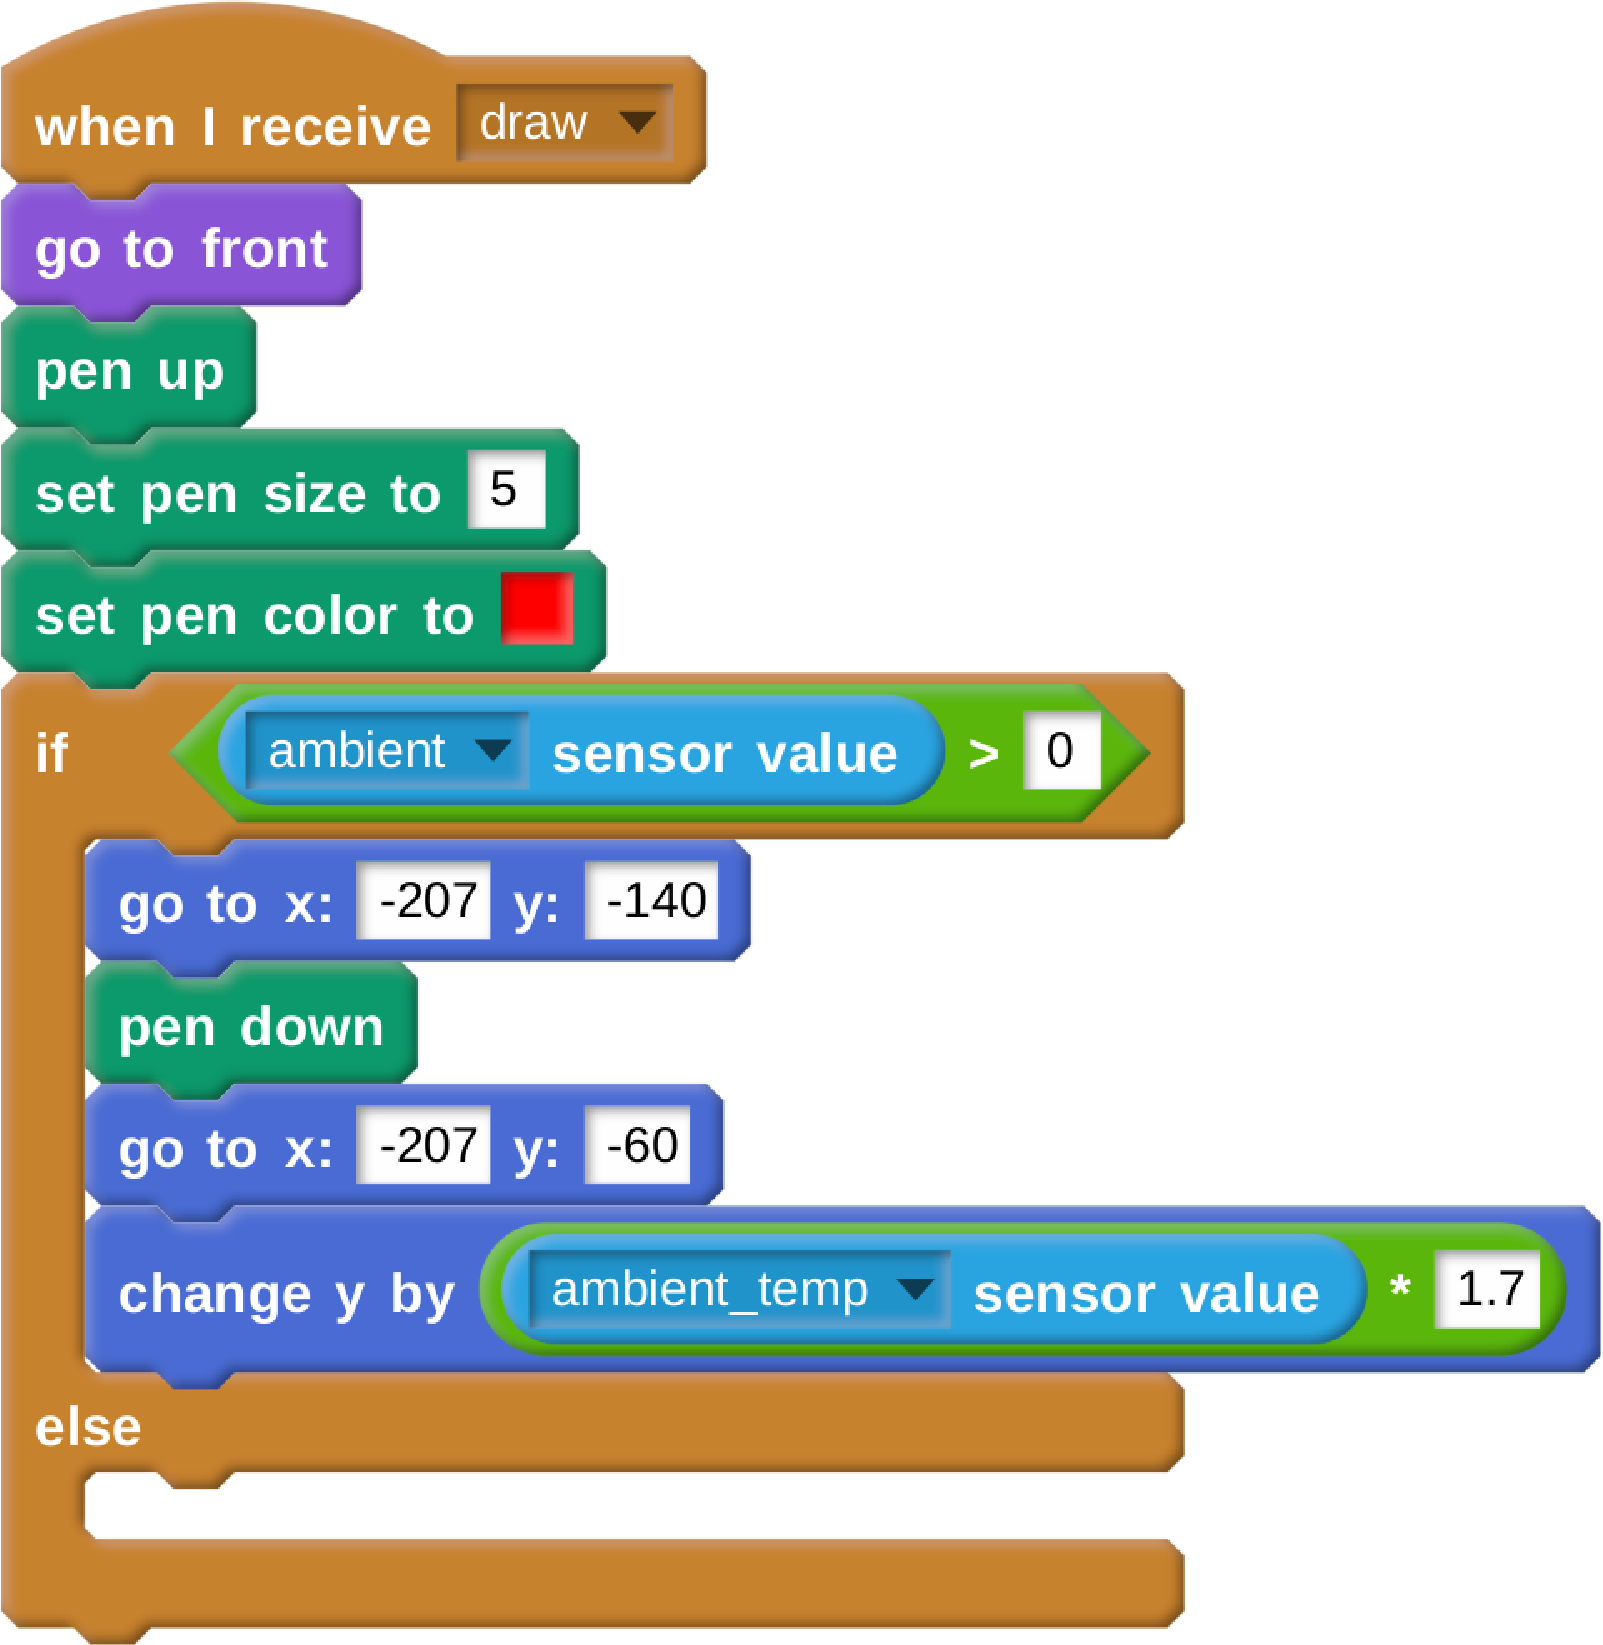 when I receive draw
go to front
pen up
set pen size to 5
set pen color to
if ambient sensor value > 0
go to x: -207 y: -140
pen down
go to x: -207 y: -60
change y by ambient_temp sensor value * 1.7
else